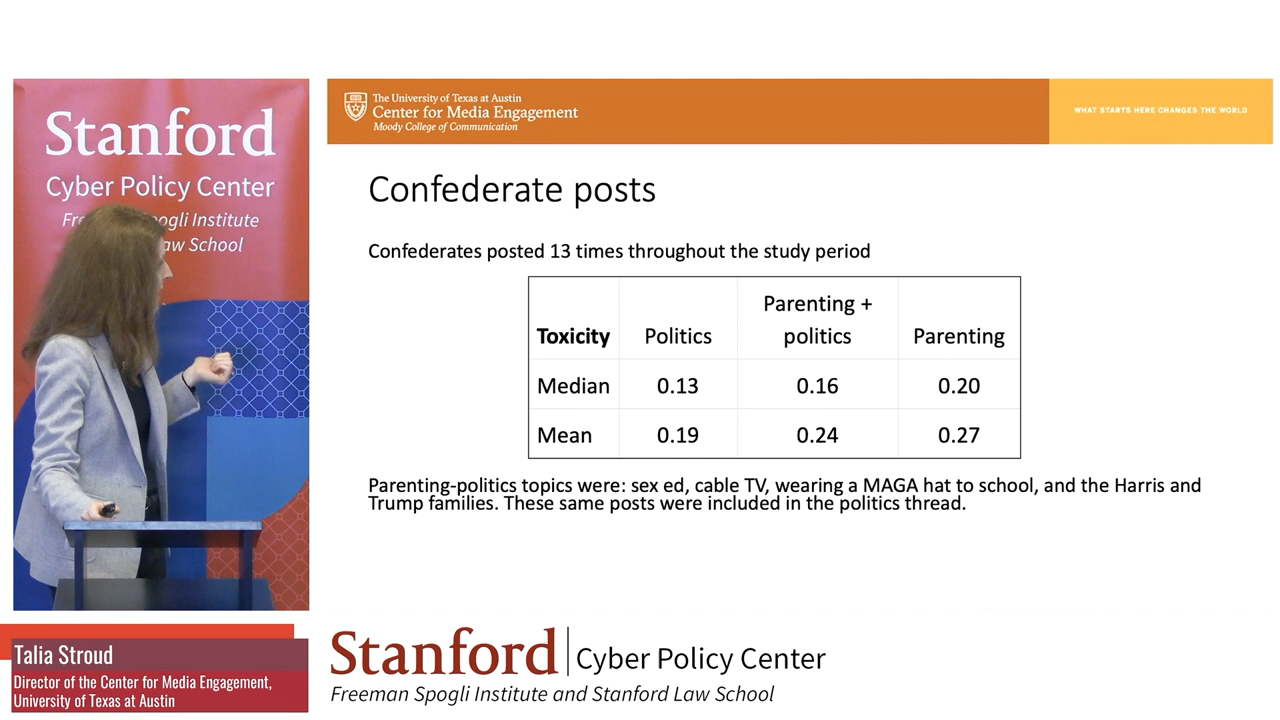 Stanford
Cyber Policy Center
ogli Institute
aw School
The University of Texas at Austin
Center for Media Engagement
Moody College of Communication
WHAT STARTS HERE CHANGES THE WORLD
Confederate posts
Confederates posted 13 times throughout the study period
Toxicity Politics Parenting + politics Parenting
Median 0.13 0.16 0.20
Mean 0.19 0.24 0.27
Parenting-politics topics were: sex ed, cable TV, wearing a MAGA hat to school, and the Harris and
Trump families. These same posts were included in the politics thread.
Talia Stroud
Director of the Center for Media Engagement,
University of Texas at Austin
Stanford Cyber Policy Center
Freeman Spogli Institute and Stanford Law School